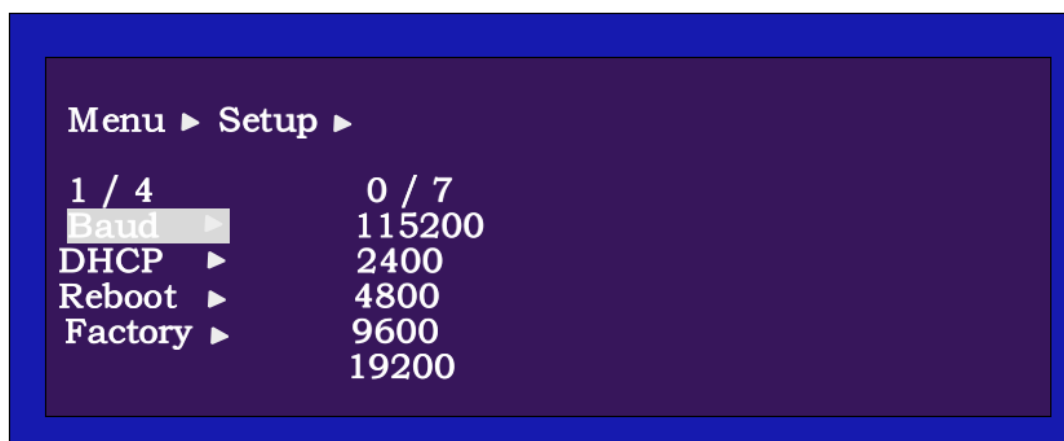 Menu ▶ Setup ▶
1 / 4 0 / 7
Baud ▶ 115200
DHCP ▶ 2400
Reboot ▶ 4800
Factory ▶ 9600
19200